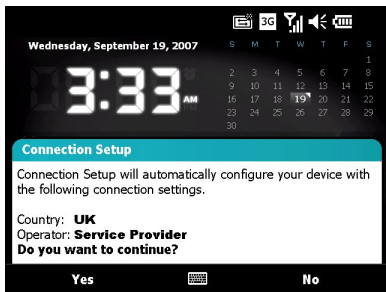 3G
Wednesday, September 19, 2007
3:33 AM
S M T W T F S
1
2 3 4 5 6 7 8
9 10 11 12 13 14 15
16 17 18 19 20 21 22
23 24 25 26 27 28 29
30
Connection Setup
Connection Setup will automatically configure your device with
the following connection settings.
Country: UK
Operator: Service Provider
Do you want to continue?
Yes No